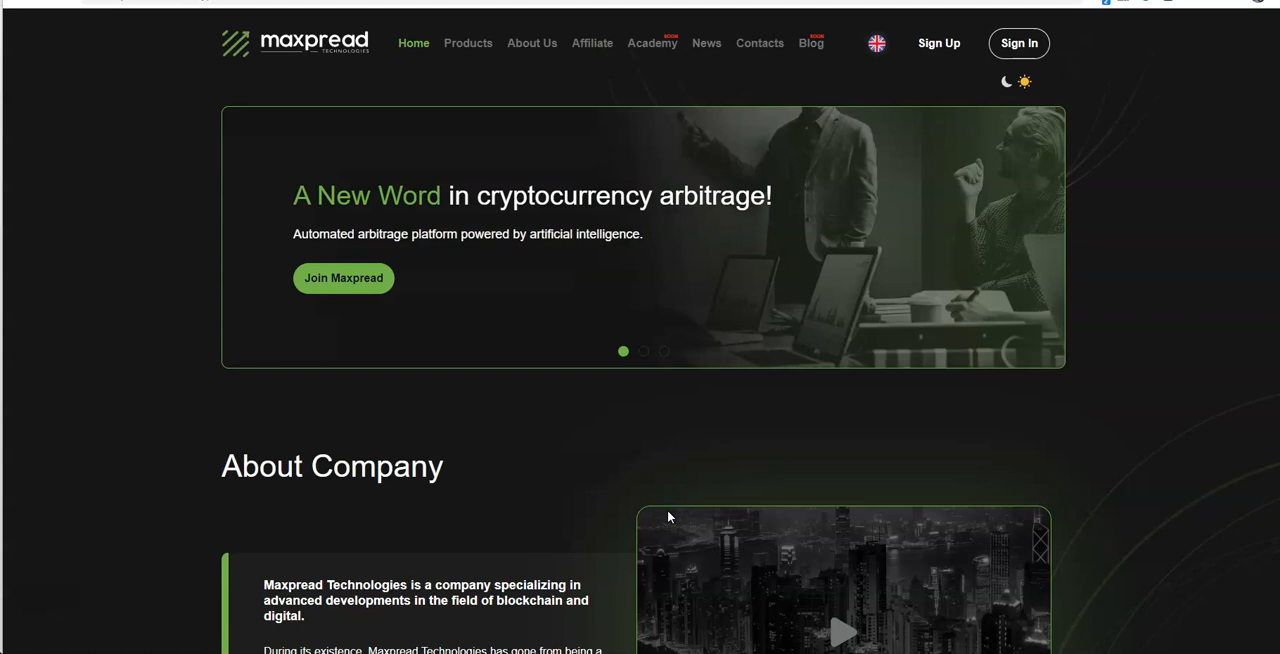 maxpread
TECHNOLOGIES
Home Products About Us Affiliate Academy News Contacts Blog Sign Up Sign In
SOON
SOON
A New Word in cryptocurrency arbitrage!
Automated arbitrage platform powered by artificial intelligence.
Join Maxpread
About Company
Maxpread Technologies is a company specializing in
advanced developments in the field of blockchain and
digital.
During its existence, Maxpread Technologies has gone from being a